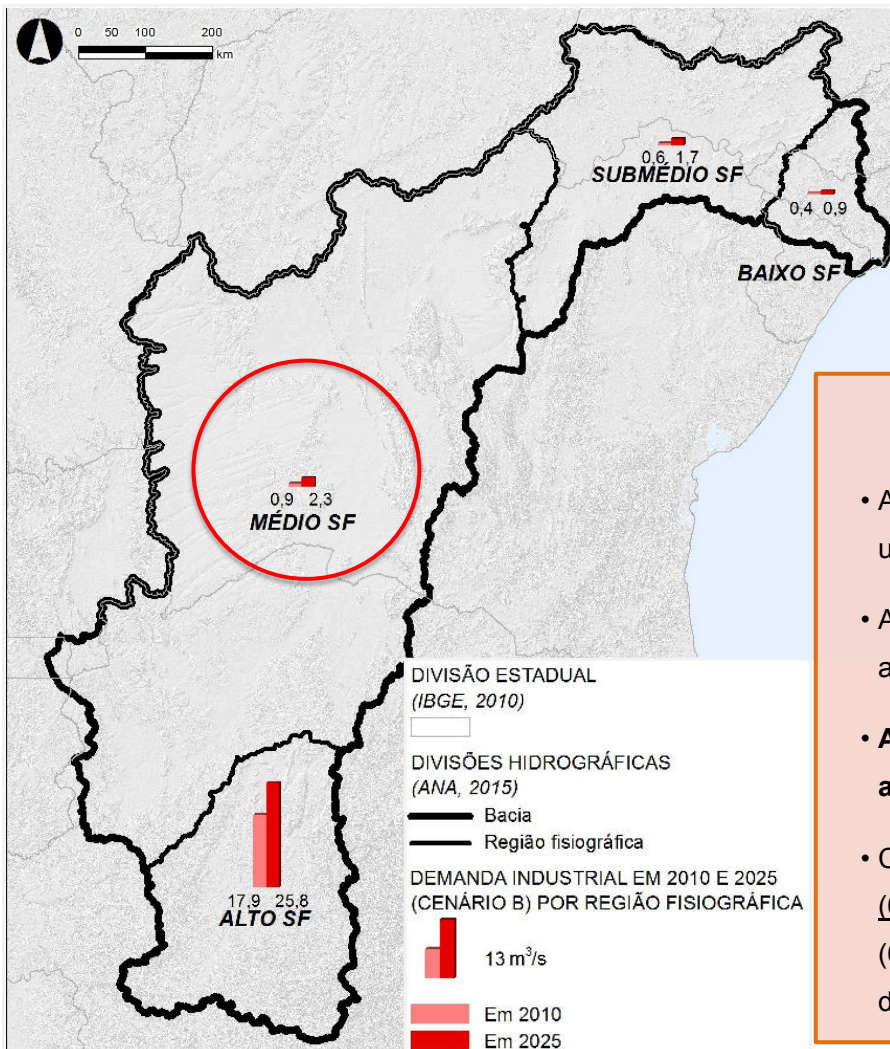 0 50 100 200
km
0,6 1,7
SUBMÉDIO SF
0,4 0,9
BAIXO SF
0,9 2,3
MÉDIO SF
17,9 25,8
ALTO SF
DIVISÃO ESTADUAL
(IBGE, 2010)
DIVISÕES HIDROGRÁFICAS
(ANA, 2015)
Bacia
Região fisiográfica
DEMANDA INDUSTRIAL EM 2010 E 2025
(CENÁRIO B) POR REGIÃO FISIOGRÁFICA
13 m³/s
Em 2010
Em 2025
• A
u
• A
a
• A
a
• C
(
(
d